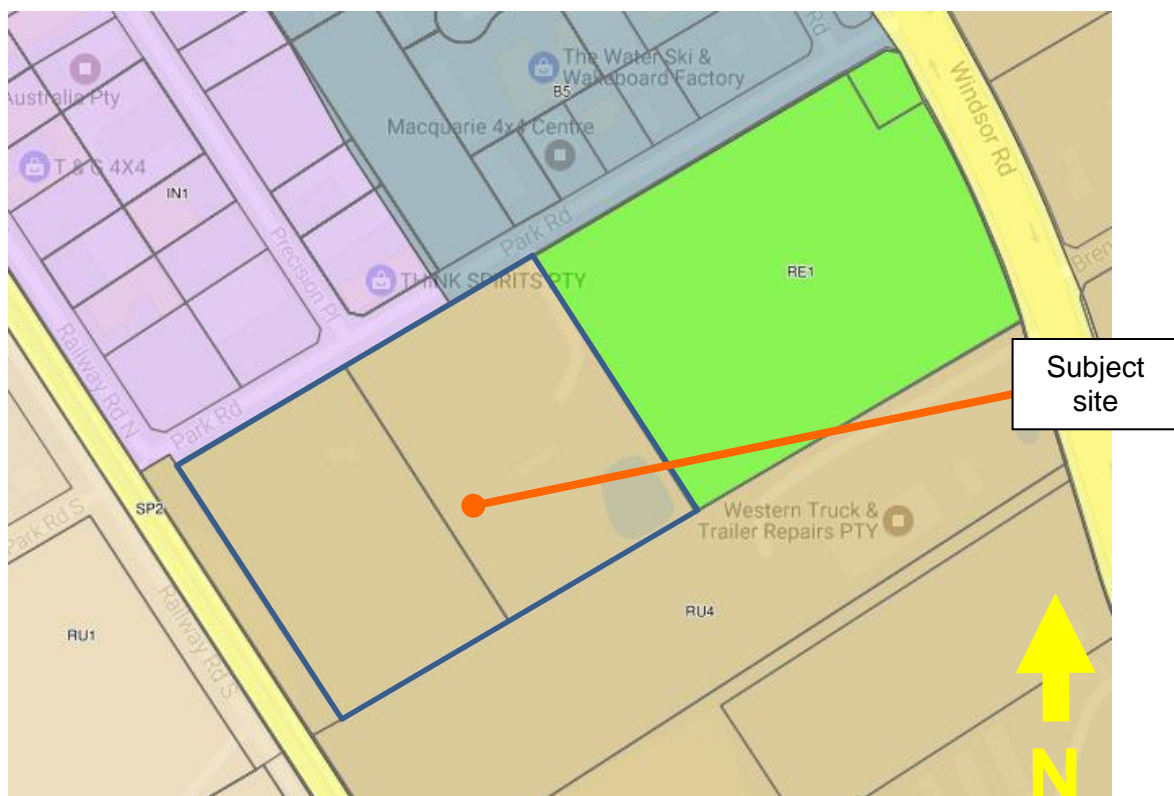 The Water Ski &
Wakeboard Factory
B5
Rd
Australia Pty
Macquarie 4x4 Centre
T & G 4X4
IN1
Windsor Rd
Park Rd
Precision Pl
THINK SPIRITS PTY
RE1
Bren
Railway Rd N
Subject
site
Park Rd
SP2
Park Rd S
Western Truck &
Trailer Repairs PTY
RU4
RU1
Railway Rd S
N